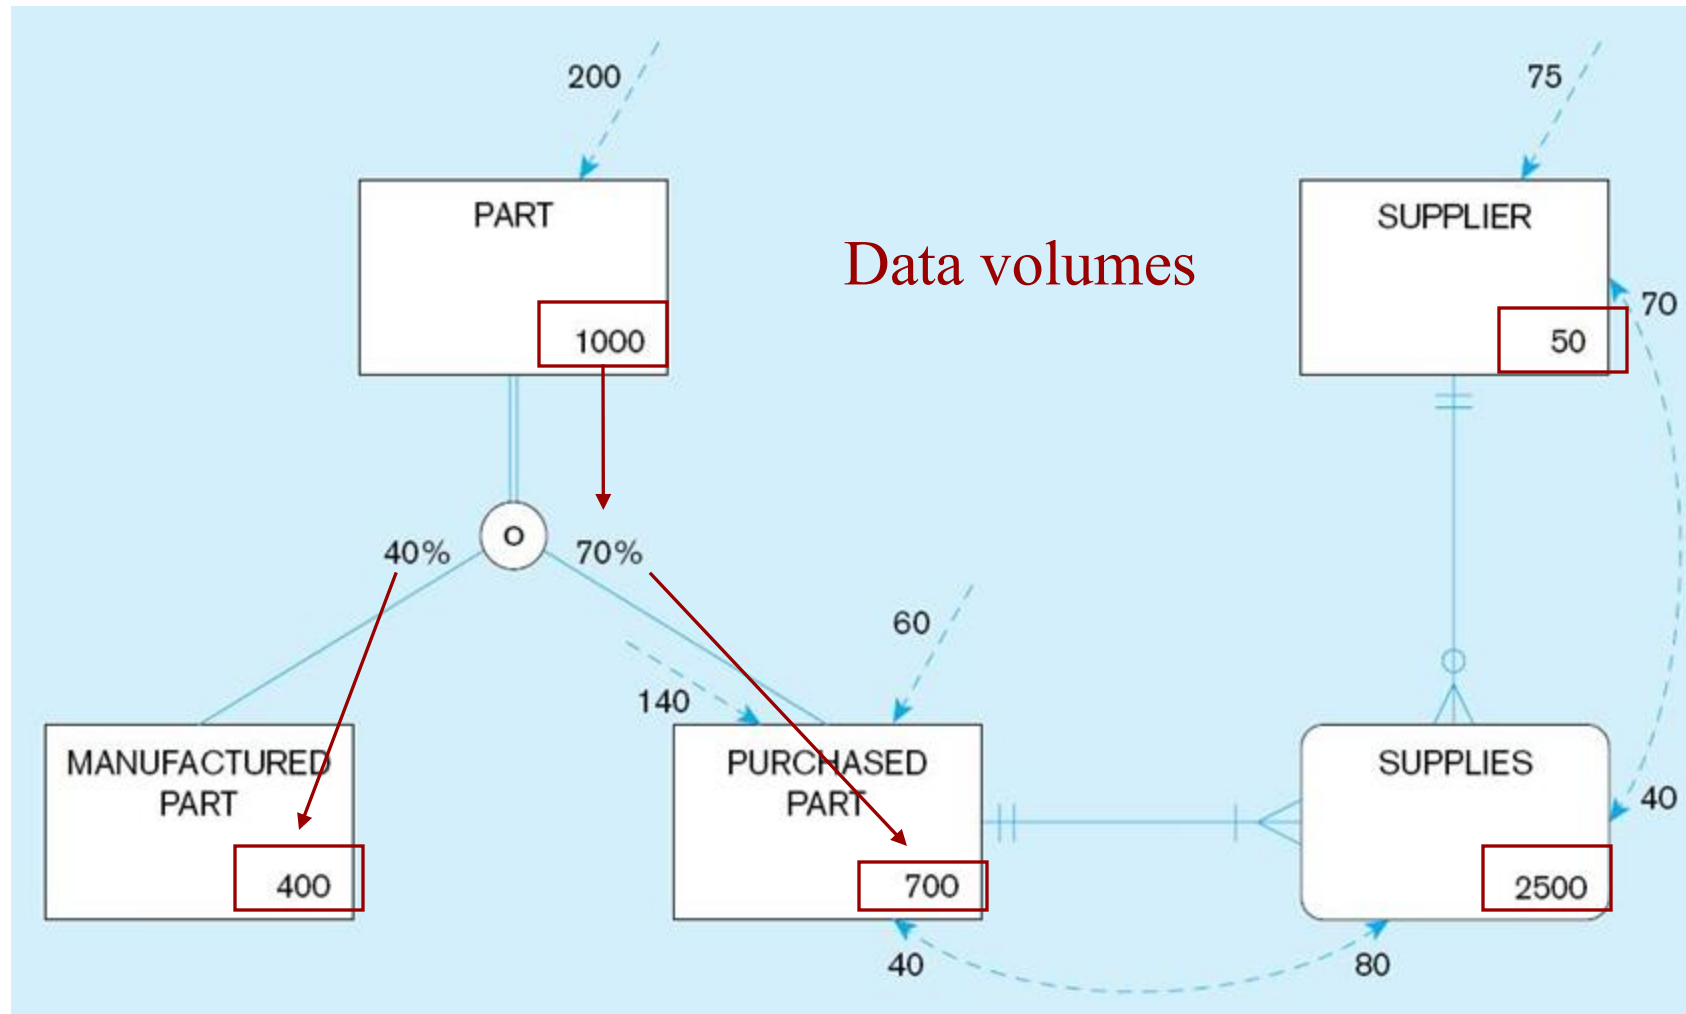 200
75
PART
SUPPLIER
Data volumes
70
1000
50
O
40%
70%
60
140
MANUFACTURED
PART
PURCHASED
PART
SUPPLIES
40
400
700
2500
40
80